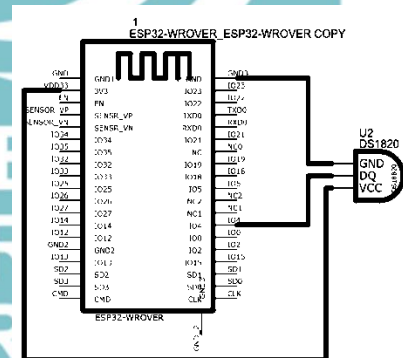 1
ESP32-WROVER_ESP32-WROVER COPY
GND GND1 GND GND3
VDD33 3V3 IO23 IO23
EN EN IO22 IO22
SENSOR_VP SENSR_VP TXD0 TXD0
SENSOR_VN SENSR_VN RXD0 RXD0
IO34 IO34 IO21 IO21
IO35 IO35 NC NC0
IO32 IO32 IO19 IO19
IO33 IO33 IO18 IO18
IO25 IO25 IO5 IO5
IO26 IO26 NC2 NC2
IO27 IO27 NC1 NC1
IO14 IO14 IO4 IO4
IO12 IO12 IO0 IO0
GND2 GND2 IO2 IO2
IO13 IO13 IO15 IO15
SD2 SD2 SD1 SD1
SD3 SD3 SD0
CMD CMD CLK CLK
ESP32-WROVER
U2
DS1820
GND
DQ
VCC
DS18B20